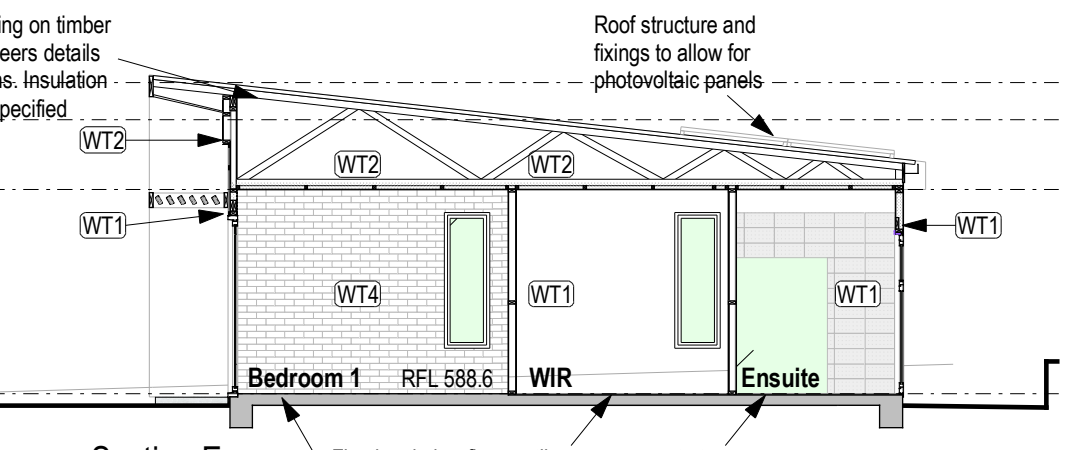 ing on timber
eers details
ns. Insulation
pecified
Roof structure and
fixings to allow for
photovoltaic panels
WT2
WT2
WT2
WT1
WT1
WT4
WT1
WT1
Bedroom 1 RFL 588.6 WIR Ensuite